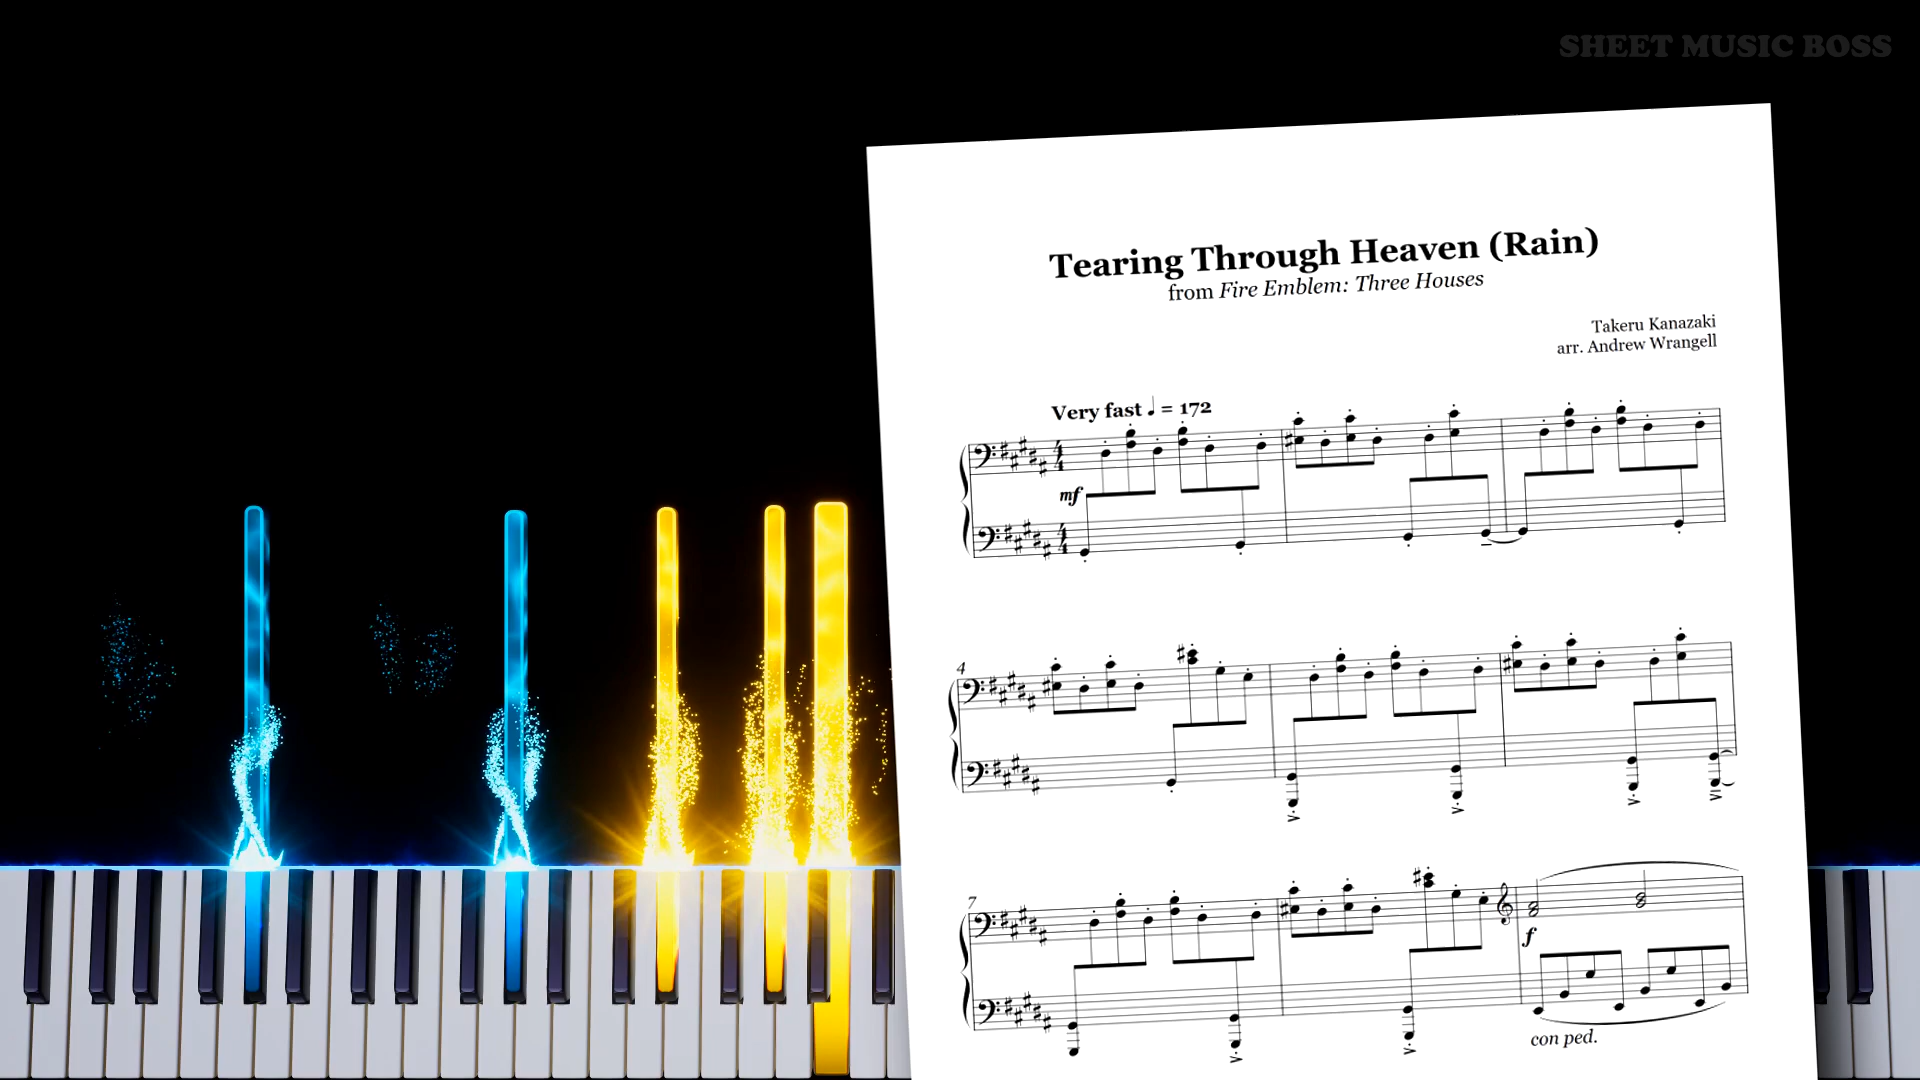 SHEET MUSIC BOSS
Tearing Through Heaven (Rain)
from Fire Emblem: Three Houses
Takeru Kanazaki
arr. Andrew Wrangell
Very fast ♩ = 172
mf
4
7
f
con ped.